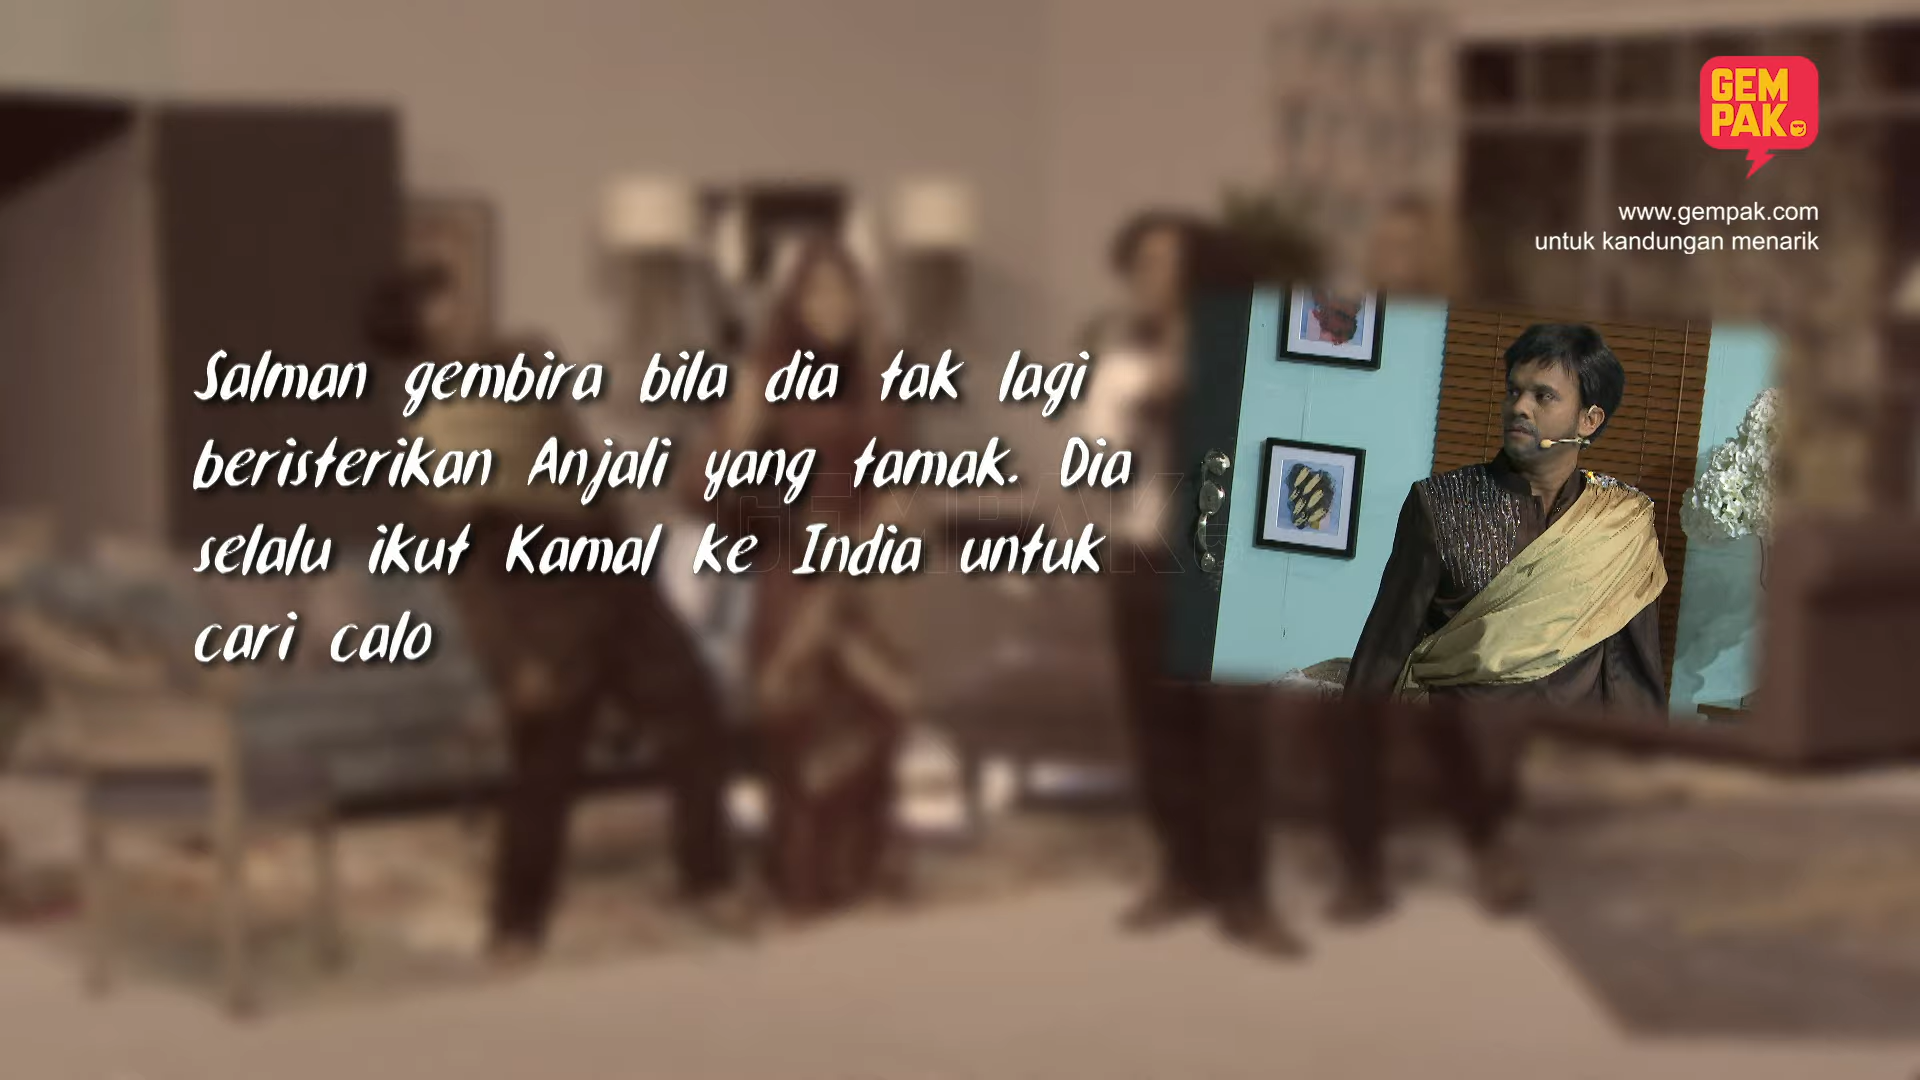 GEM
PAK
www.gempak.com
untuk kandungan menarik
Salman gembira bila dia tak lagi
beristerikan Anjali yang tamak. Dia
selalu ikut Kamal ke India untuk
cari calo
GEMPAK